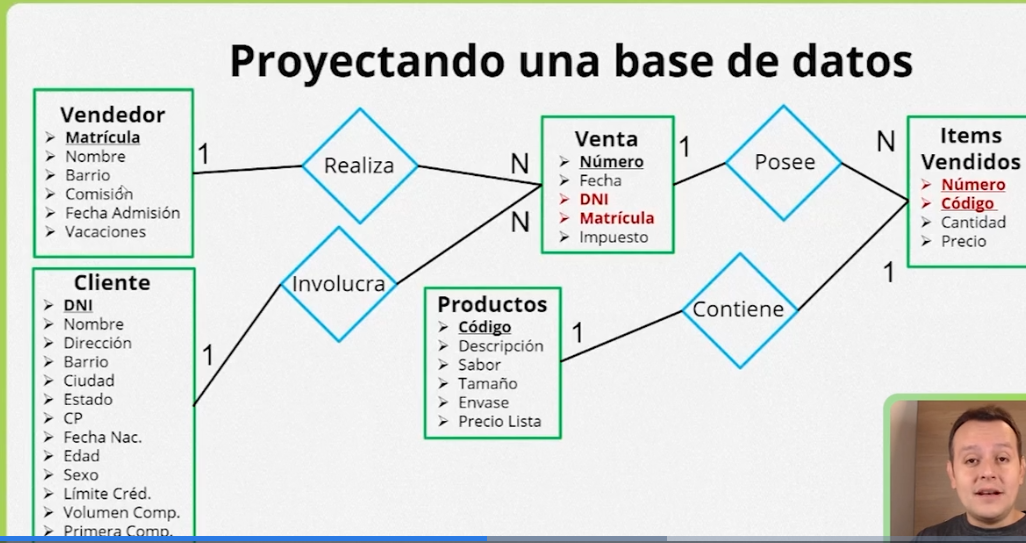 Proyectando una base de datos
Vendedor
Matrícula
Nombre
Barrio
Comisión
Fecha Admisión
Vacaciones
1
Realiza
N
Venta
Número
Fecha
DNI
Matrícula
Impuesto
1
Posee
N
Items
Vendidos
Número
Código
Cantidad
Precio
Cliente
DNI
Nombre
Dirección
Barrio
Ciudad
Estado
CP
Fecha Nac.
Edad
Sexo
Límite Créd.
Volumen Comp.
Primera Comp.
1
Involucra
N
Productos
Código
Descripción
Sabor
Tamaño
Envase
Precio Lista
1
Contiene
1